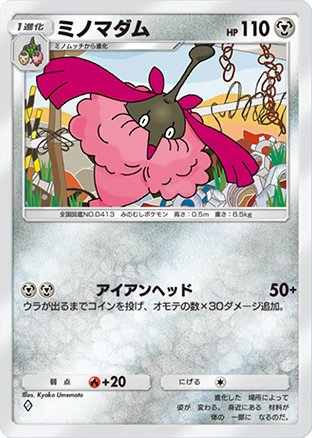 1進化 ミノマダム HP 110
ミノムッチから進化
全国図鑑NO.0413 みのむしポケモン 高さ:0.5m 重さ:6.5kg
アイアンヘッド 50+
ウラが出るまでコインを投げ、オモテの数×30ダメージ追加。
弱点 +20 にげる
Illus. Kyoko Umemoto
進化した 場所によって
姿が 変わる。身近にある 材料が
体の 一部に なるのだ。